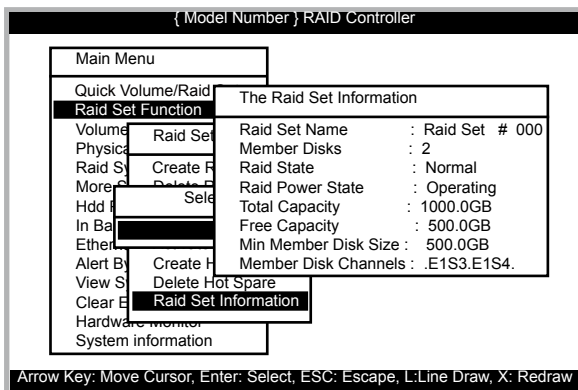 { Model Number } RAID Controller
Main Menu
Quick Volume/Raid
Raid Set Function
Volume
Raid Sy
More
Hdd
In Ba
Alert By
View S
Clear E
Hardware Monitor
System information
Raid Set
Create R
Create H
Delete Hot Spare
Raid Set Information
Sele
The Raid Set Information
Raid Set Name : Raid Set # 000
Member Disks : 2
Raid State : Normal
Raid Power State : Operating
Total Capacity : 1000.0GB
Free Capacity : 500.0GB
Min Member Disk Size : 500.0GB
Member Disk Channels : .E1S3.E1S4.
Arrow Key: Move Cursor, Enter: Select, ESC: Escape, L:Line Draw, X: Redraw